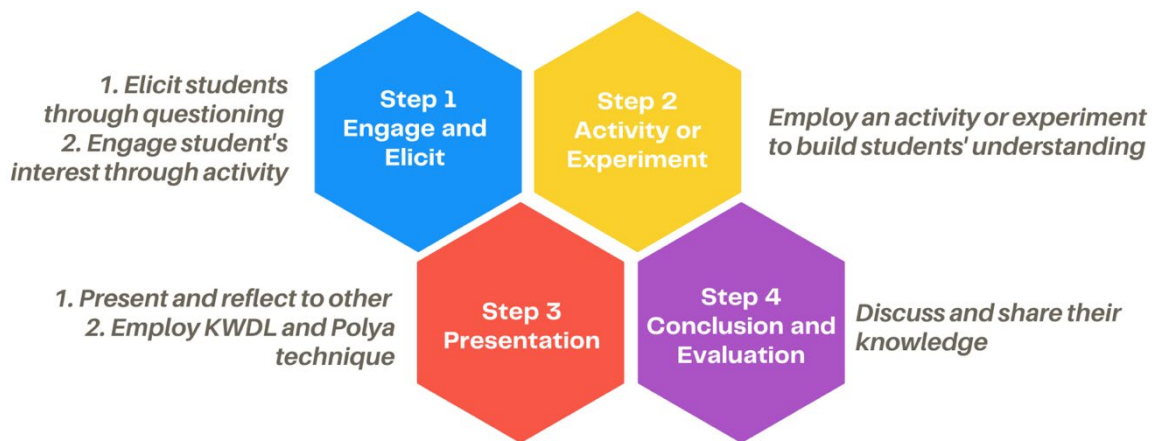 1. Elicit students
through questioning
2. Engage student's
interest through activity
Step 1
Engage and
Elicit
Step 2
Activity or
Experiment
Employ an activity or experiment
to build students' understanding
1. Present and reflect to other
2. Employ KWDL and Polya
technique
Step 3
Presentation
Step 4
Conclusion and
Evaluation
Discuss and share their
knowledge